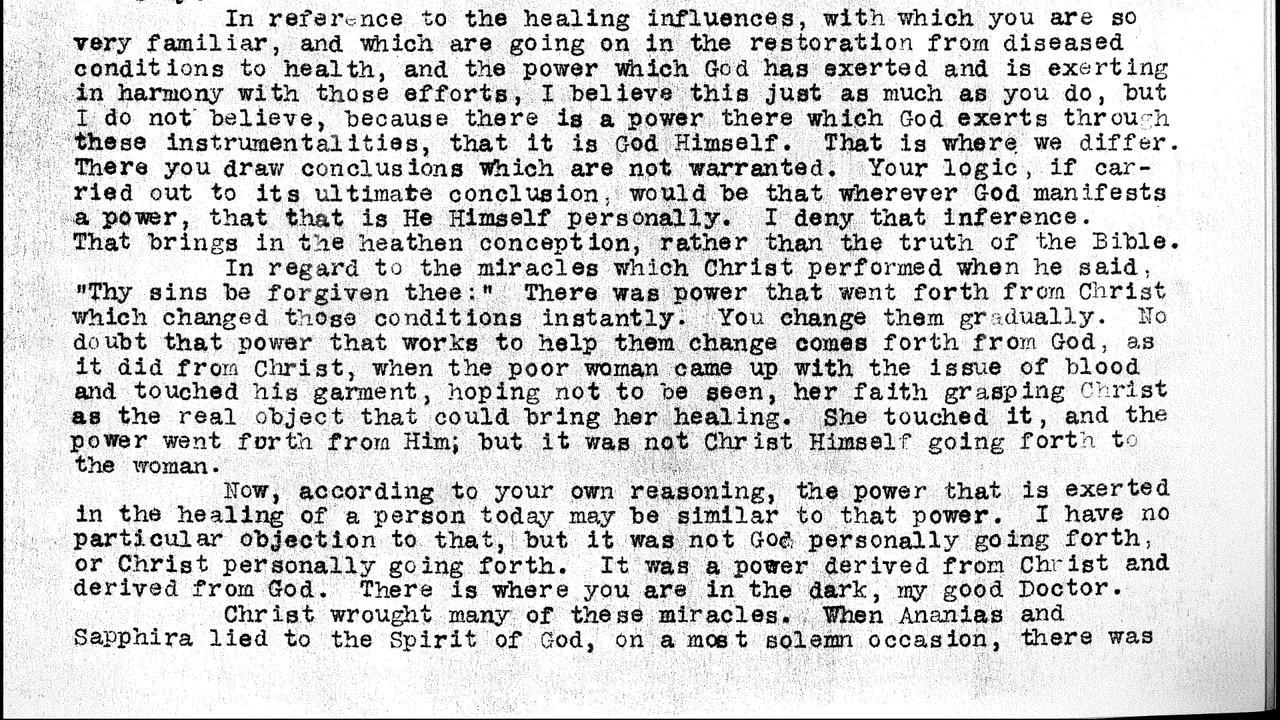 In reference to the healing influences, with which you are so
very familiar, and which are going on in the restoration from diseased
conditions to health, and the power which God has exerted and is exerting
in harmony with those efforts, I believe this just as much as you do, but
I do not believe, because there is a power there which God exerts through
these instrumentalities, that it is God Himself. That is where we differ.
There you draw conclusions which are not warranted. Your logic, if car-
ried out to its ultimate conclusion, would be that wherever God manifests
a power, that that is He Himself personally. I deny that inference.
That brings in the heathen conception, rather than the truth of the Bible.
In regard to the miracles which Christ performed when he said,
"Thy sins be forgiven thee:" There was power that went forth from Christ
which changed those conditions instantly. You change them gradually. No
doubt that power that works to help them change comes forth from God, as
it did from Christ, when the poor woman came up with the issue of blood
and touched his garment, hoping not to be seen, her faith grasping Christ
as the real object that could bring her healing. She touched it, and the
power went forth from Him; but it was not Christ Himself going forth to
the woman.
Now, according to your own reasoning, the power that is exerted
in the healing of a person today may be similar to that power. I have no
particular objection to that, but it was not God personally going forth,
or Christ personally going forth. It was a power derived from Christ and
derived from God. There is where you are in the dark, my good Doctor.
Christ wrought many of these miracles. When Ananias and
Sapphira lied to the Spirit of God, on a most solemn occasion, there was